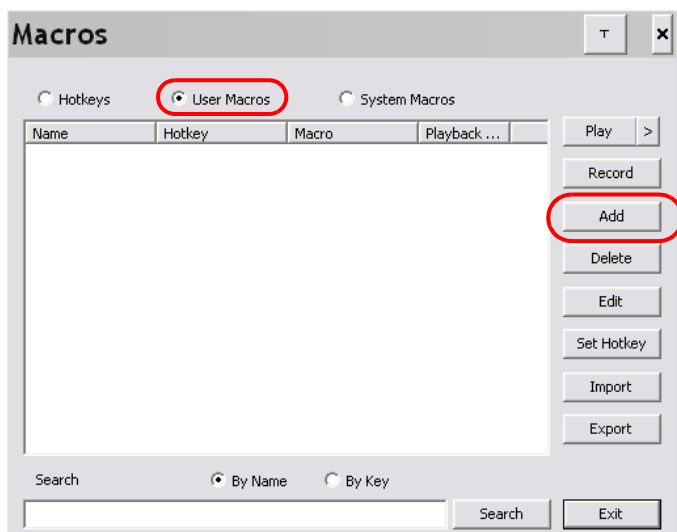 Macros T ×
Hotkeys User Macros System Macros
Name Hotkey Macro Playback ...
Play >
Record
Add
Delete
Edit
Set Hotkey
Import
Export
Search By Name By Key
Search Exit